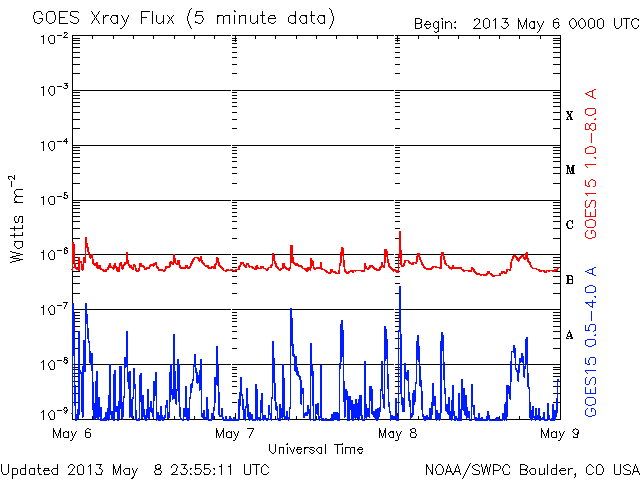 GOES Xray Flux (5 minute data)
Begin: 2013 May 6 0000 UTC
10⁻²
10⁻³
10⁻⁴
10⁻⁵
10⁻⁶
10⁻⁷
10⁻⁸
10⁻⁹
Watts m⁻²
X
M
C
B
A
GOES15 1.0–8.0 A
GOES15 0.5–4.0 A
May 6
May 7
May 8
May 9
Universal Time
Updated 2013 May 8 23:55:11 UTC
NOAA/SWPC Boulder, CO USA